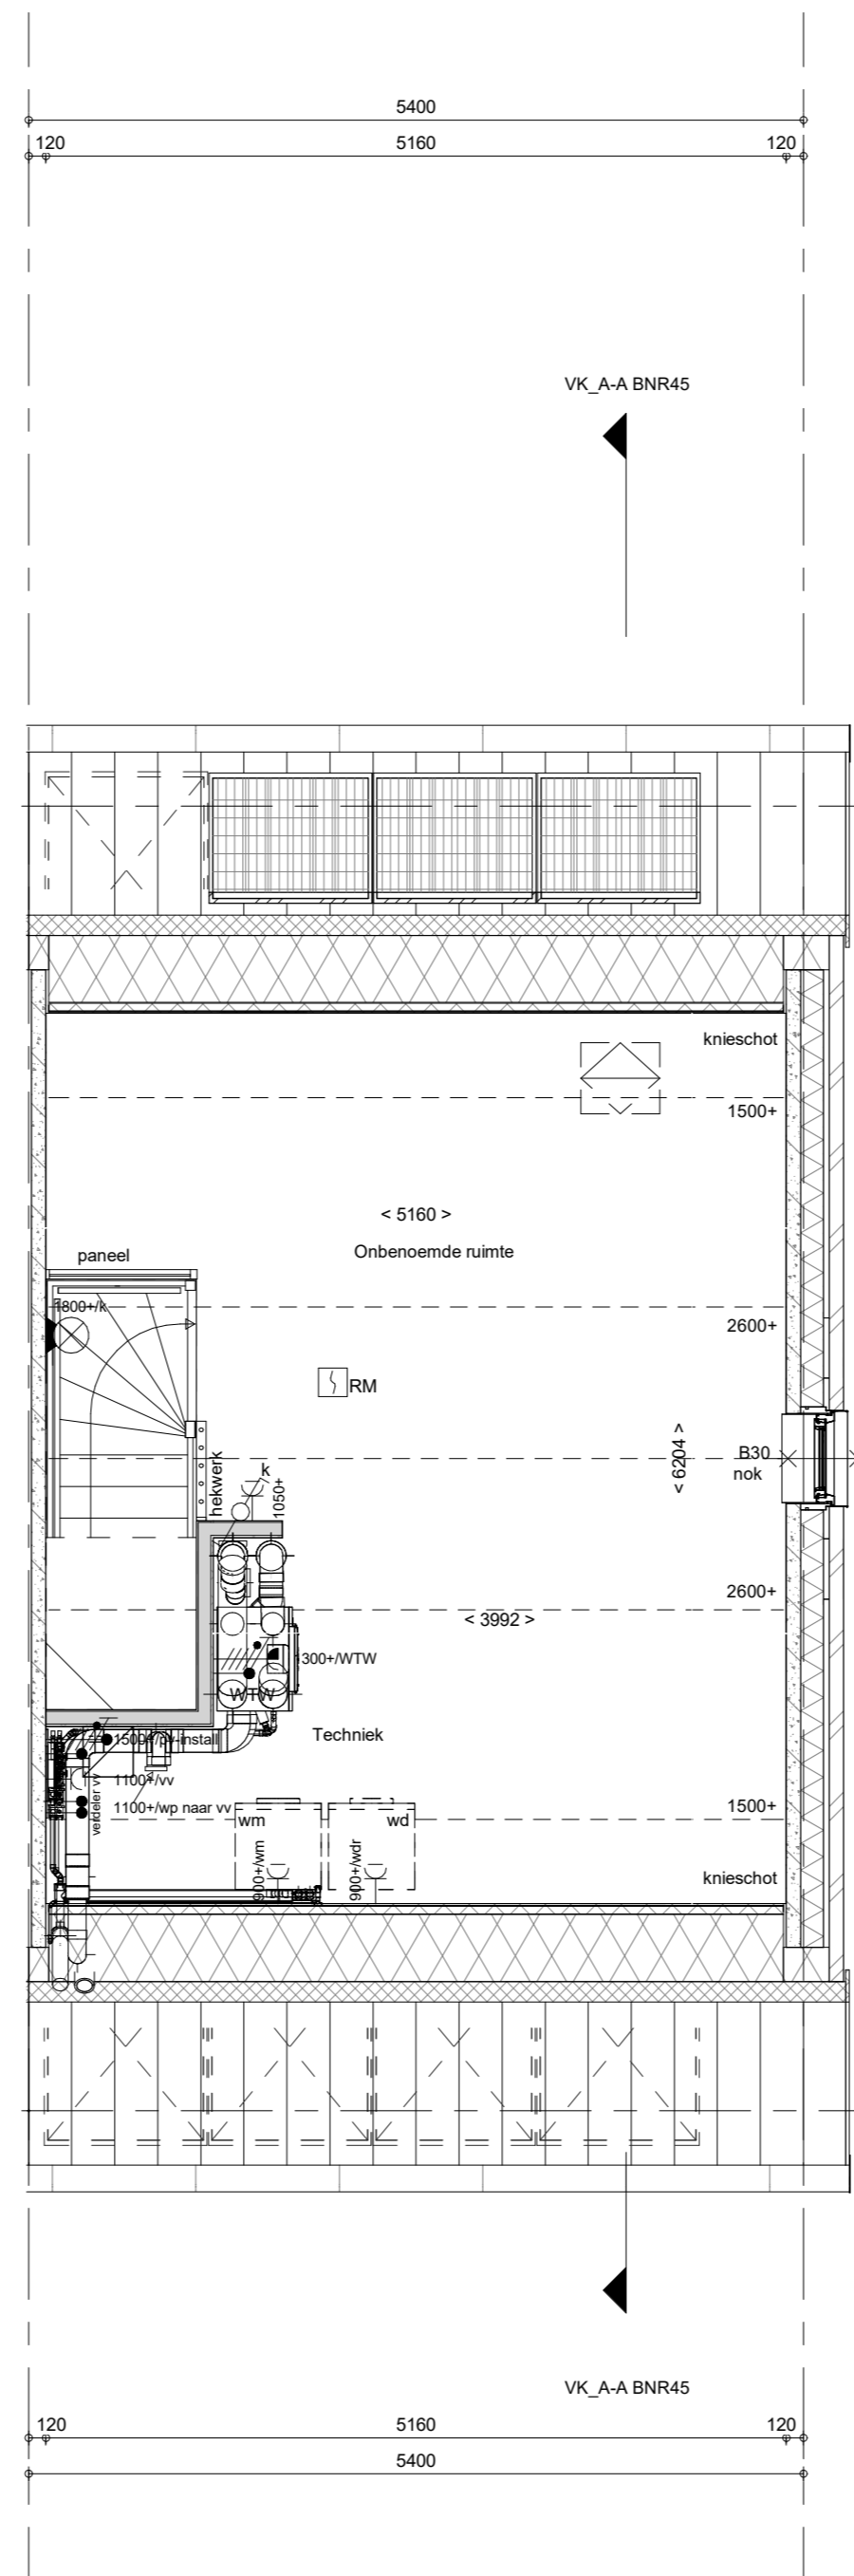 5400
120 5160 120
VK_A-A BNR45
knieschot
1500+
< 5160 >
Onbenoemde ruimte
paneel
1800+/k
2600+
RM
< 6204 >
B30
nok
hekwerk
k
1050+
2600+
< 3992 >
300+/WTW
WTW
Techniek
1500+/pv-install
1100+/vv
verdeler vv
1100+/wp naar vv
1500+
wm wd
900+/wm
900+/wdr
knieschot
VK_A-A BNR45
120 5160 120
5400